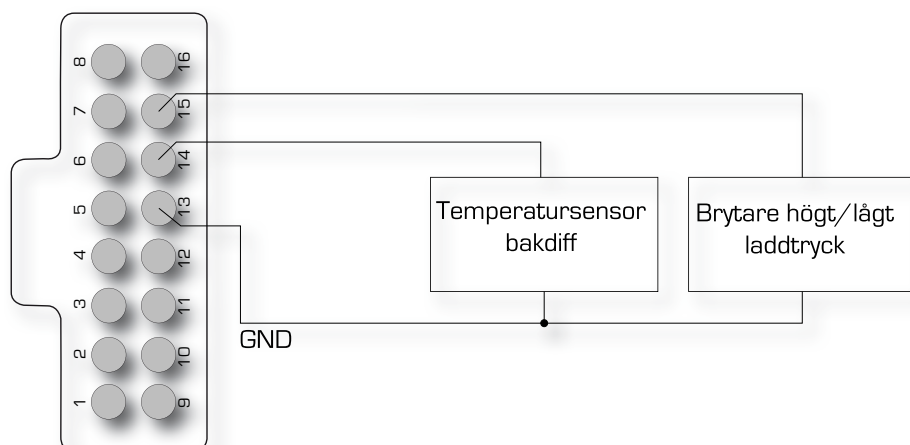 8 16
7 15
6 14
5 13
4 12
3 11
2 10
1 9
Temperatursensor
bakdiff
Brytare högt/lågt
laddtryck
GND